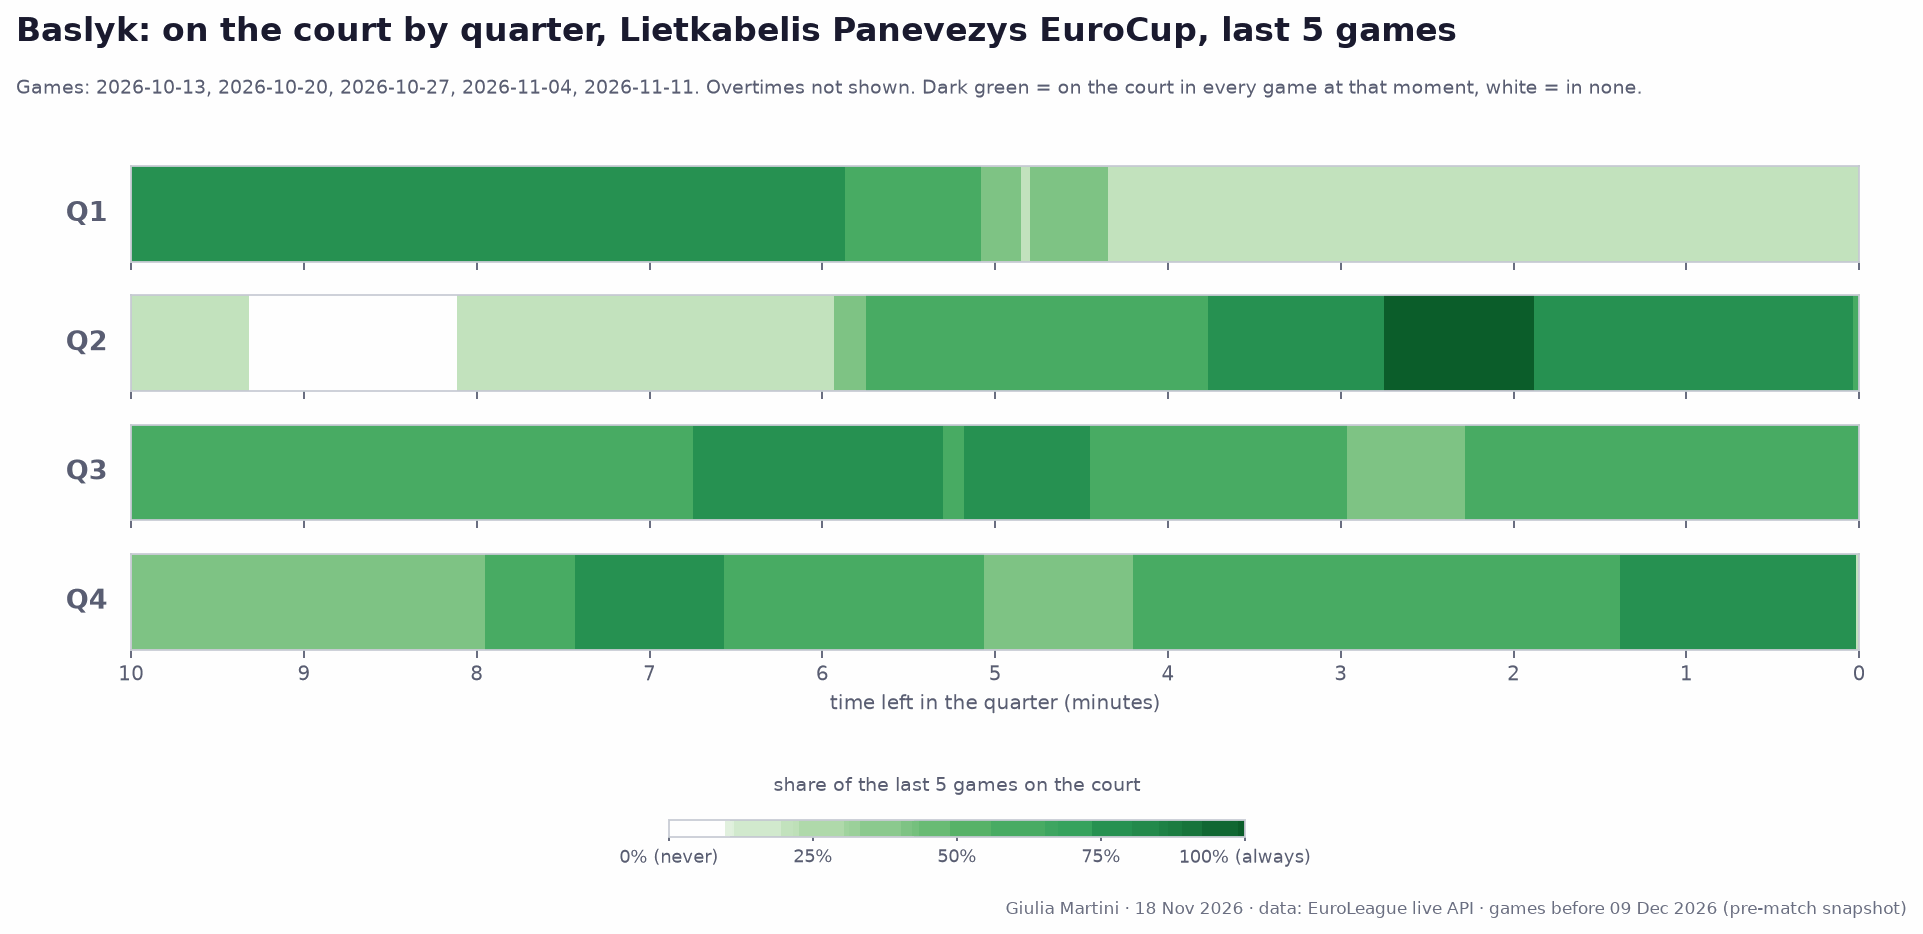 Baslyk: on the court by quarter, Lietkabelis Panevezys EuroCup, last 5 games
Games: 2026-10-13, 2026-10-20, 2026-10-27, 2026-11-04, 2026-11-11. Overtimes not shown. Dark green = on the court in every game at that moment, white = in none.
Q1
Q2
Q3
Q4
10 9 8 7 6 5 4 3 2 1 0
time left in the quarter (minutes)
share of the last 5 games on the court
0% (never) 25% 50% 75% 100% (always)
Giulia Martini · 18 Nov 2026 · data: EuroLeague live API · games before 09 Dec 2026 (pre-match snapshot)